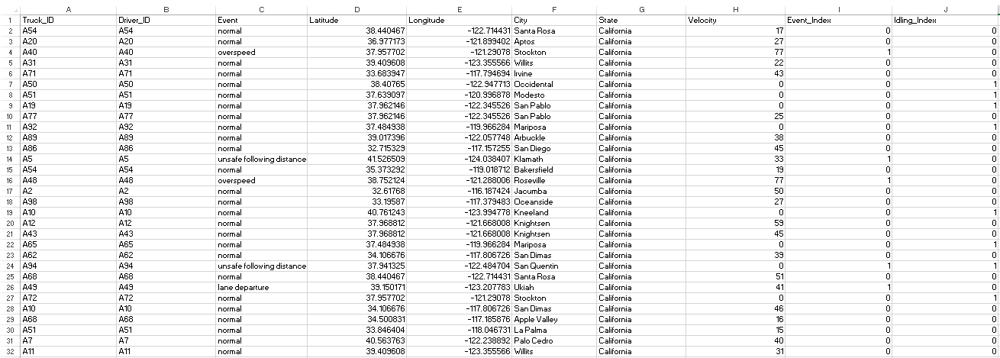 A B C D E F G H I J
1 Truck_ID Driver_ID Event Latitude Longitude City State Velocity Event_Index Idling_Index
2 A54 A54 normal 38.440467 -122.714431 Santa Rosa California 17 0 0
3 A20 A20 normal 36.977173 -121.899402 Aptos California 27 0 0
4 A40 A40 overspeed 37.957702 -121.29078 Stockton California 77 1 0
5 A31 A31 normal 39.409608 -123.355566 Willits California 22 0 0
6 A71 A71 normal 33.683947 -117.794694 Irvine California 43 0 0
7 A50 A50 normal 38.40765 -122.947713 Occidental California 0 0 1
8 A51 A51 normal 37.639097 -120.996878 Modesto California 0 0 1
9 A19 A19 normal 37.962146 -122.345526 San Pablo California 0 0 1
10 A77 A77 normal 37.962146 -122.345526 San Pablo California 25 0 0
11 A92 A92 normal 37.484938 -119.966284 Mariposa California 0 0 1
12 A89 A89 normal 39.017396 -122.057748 Arbuckle California 38 0 0
13 A86 A86 normal 32.715329 -117.157255 San Diego California 45 0 0
14 A5 A5 unsafe following distance 41.526509 -124.038407 Klamath California 33 1 0
15 A54 A54 normal 35.373292 -119.018712 Bakersfield California 19 0 0
16 A48 A48 overspeed 38.752124 -121.288006 Roseville California 77 1 0
17 A2 A2 normal 32.61768 -116.187424 Jacumba California 50 0 0
18 A98 A98 normal 33.19587 -117.379483 Oceanside California 27 0 0
19 A10 A10 normal 40.761243 -123.994778 Kneeland California 0 0 1
20 A12 A12 normal 37.968812 -121.668008 Knightsen California 59 0 0
21 A43 A43 normal 37.968812 -121.668008 Knightsen California 45 0 0
22 A65 A65 normal 37.484938 -119.966284 Mariposa California 0 0 1
23 A62 A62 normal 34.106676 -117.806726 San Dimas California 39 0 0
24 A94 A94 unsafe following distance 37.941325 -122.484704 San Quentin California 0 1 1
25 A68 A68 normal 38.440467 -122.714431 Santa Rosa California 51 0 0
26 A49 A49 lane departure 39.150171 -123.207783 Ukiah California 41 1 0
27 A72 A72 normal 37.957702 -121.29078 Stockton California 0 0 0
28 A10 A10 normal 34.106676 -117.806726 San Dimas California 46 0 0
29 A68 A68 normal 34.500831 -117.185876 Apple Valley California 16 0 0
30 A51 A51 normal 33.846404 -118.046731 La Palma California 15 0 0
31 A7 A7 normal 40.563763 -122.238892 Palo Cedro California 40 0 0
32 A11 A11 normal 39.409608 -123.355566 Willits California 31 0 0